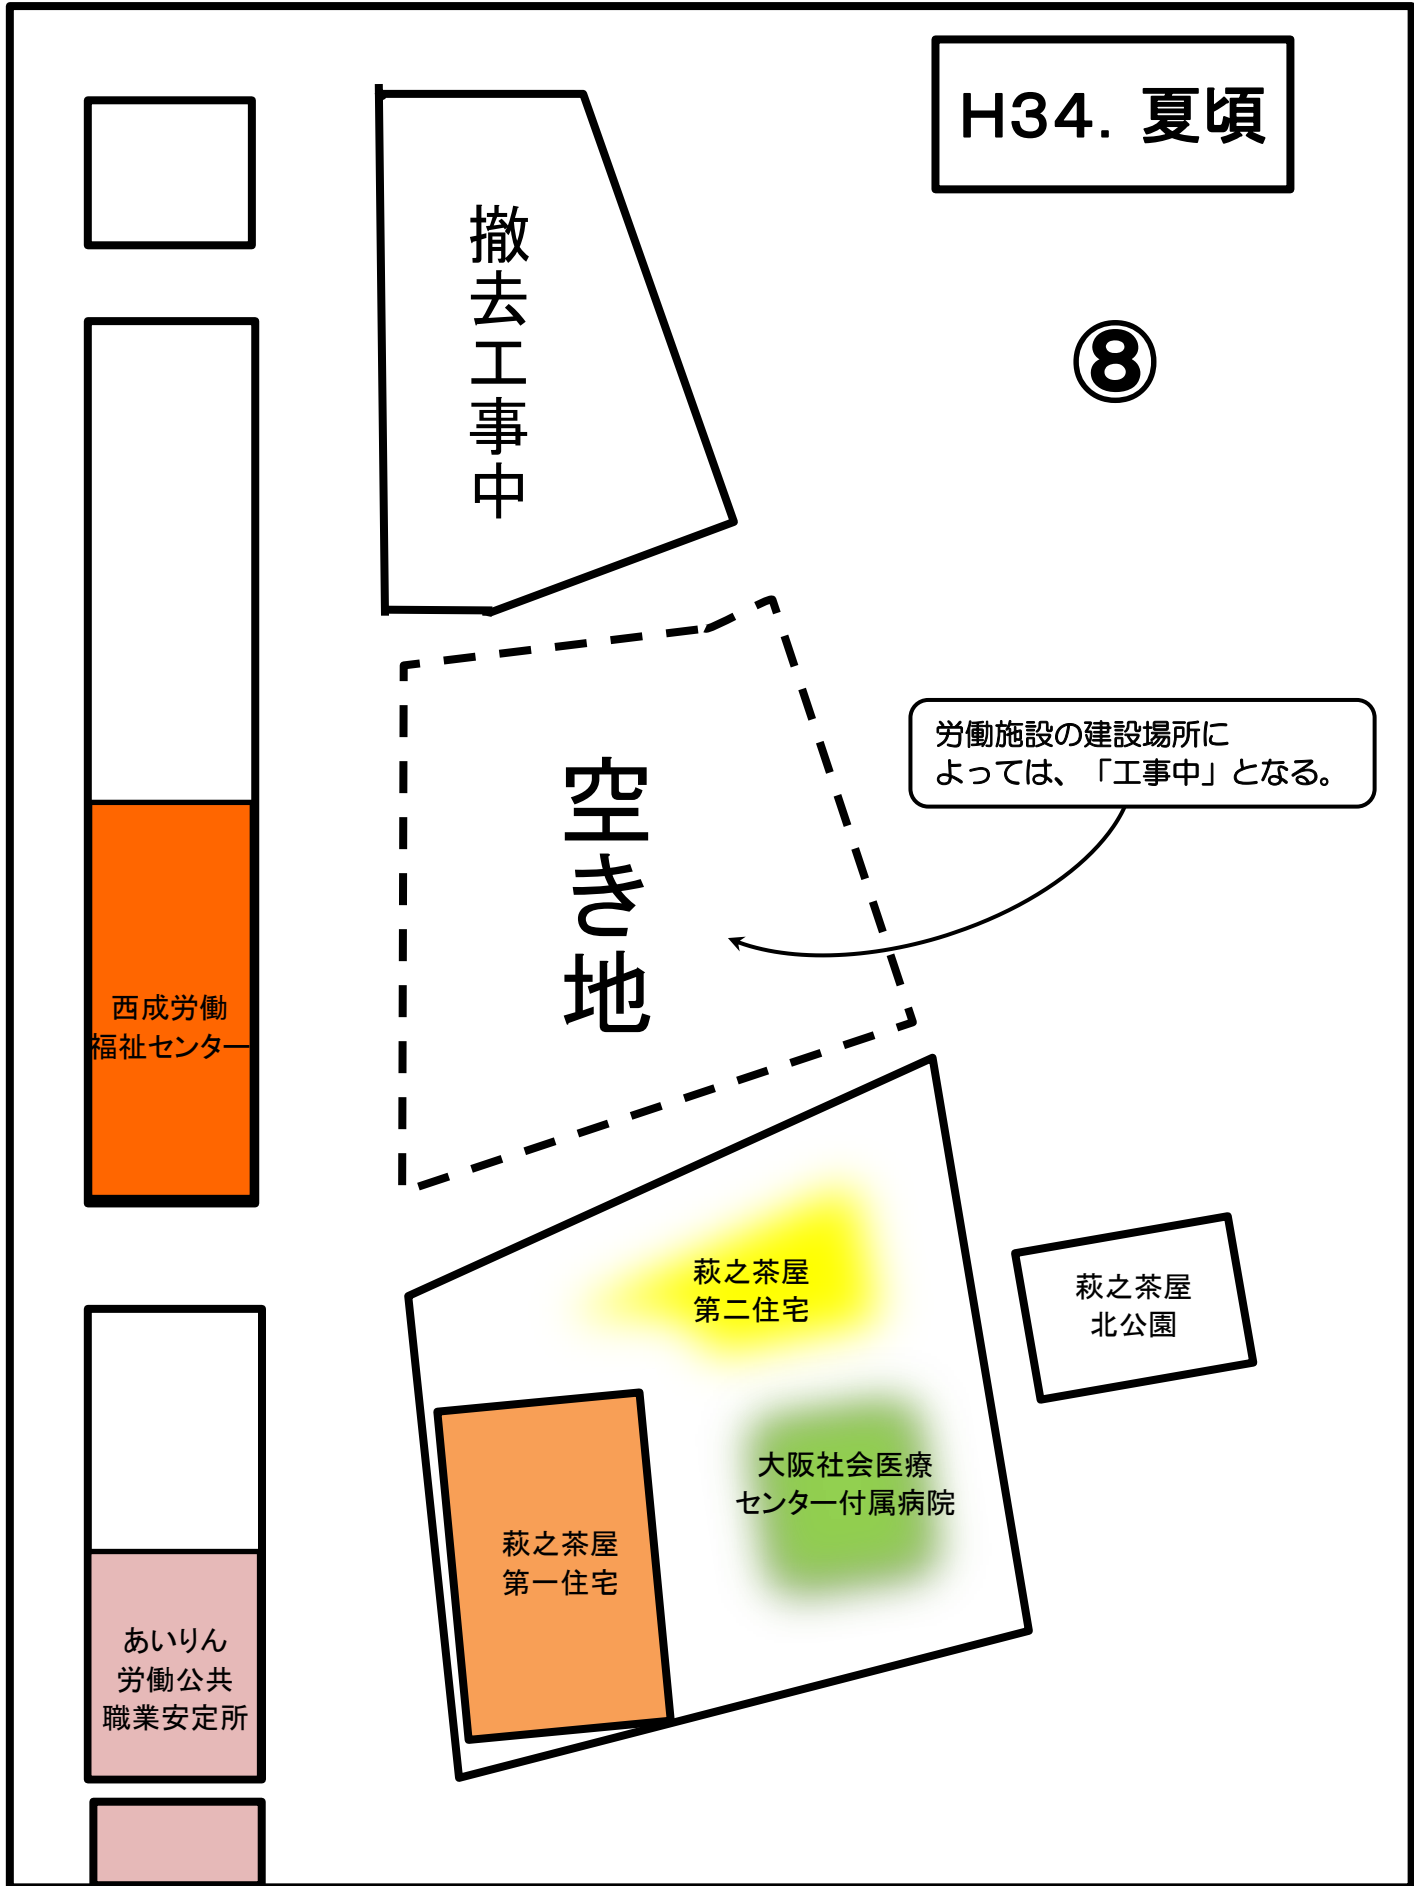 H34. 夏頃
⑧
撤去工事中
空き地
労働施設の建設場所に
よっては、「工事中」となる。
西成労働
福祉センター
萩之茶屋
第二住宅
萩之茶屋
北公園
大阪社会医療
センター付属病院
萩之茶屋
第一住宅
あいりん
労働公共
職業安定所